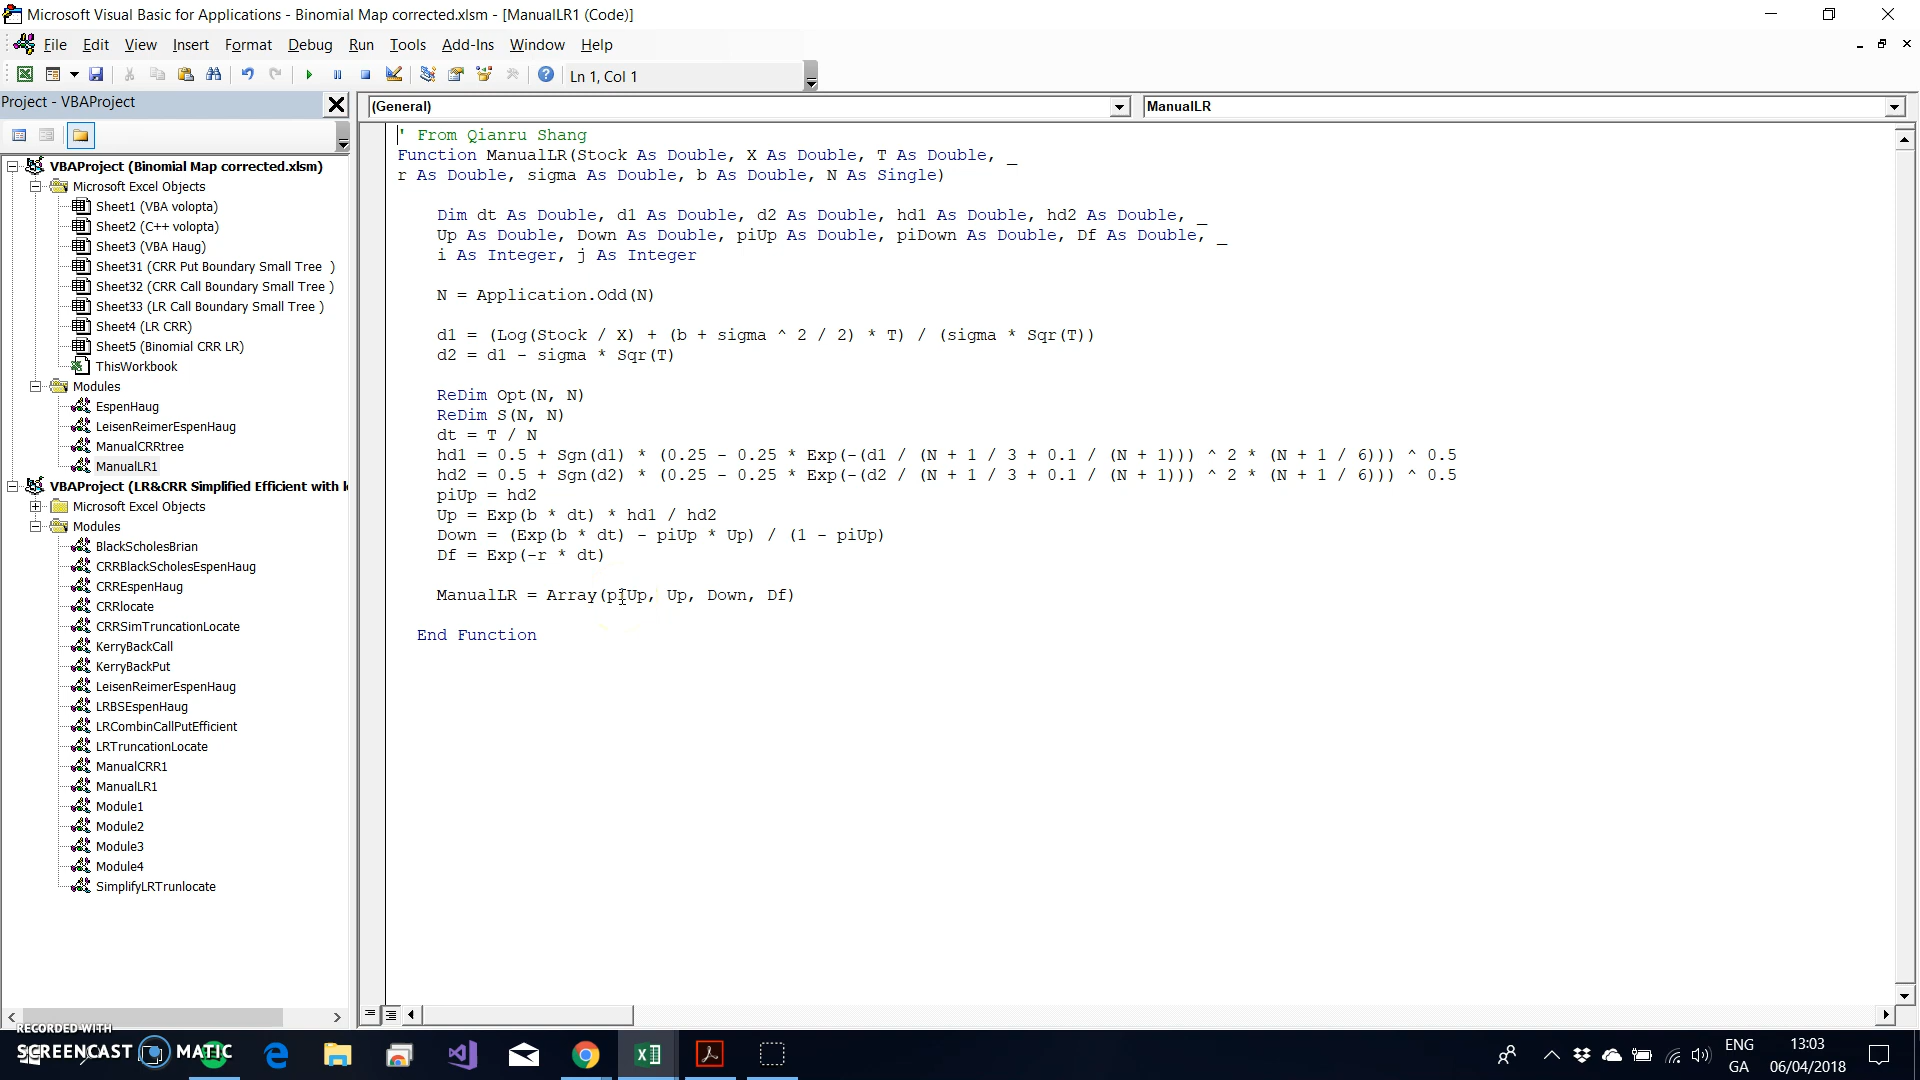 Microsoft Visual Basic for Applications - Binomial Map corrected.xlsm - [ManualLR1 (Code)]
File Edit View Insert Format Debug Run Tools Add-Ins Window Help
Ln 1, Col 1
Project - VBAProject
(General)
ManualLR
VBAProject (Binomial Map corrected.xlsm)
Microsoft Excel Objects
Sheet1 (VBA volopta)
Sheet2 (C++ volopta)
Sheet3 (VBA Haug)
Sheet31 (CRR Put Boundary Small Tree )
Sheet32 (CRR Call Boundary Small Tree )
Sheet33 (LR Call Boundary Small Tree )
Sheet4 (LR CRR)
Sheet5 (Binomial CRR LR)
ThisWorkbook
Modules
EspenHaug
LeisenReimerEspenHaug
ManualCRRtree
ManualLR1
VBAProject (LR&CRR Simplified Efficient with
Microsoft Excel Objects
Modules
BlackScholesBrian
CRRBlackScholesEspenHaug
CRREspenHaug
CRRlocate
CRRSimTruncationLocate
KerryBackCall
KerryBackPut
LeisenReimerEspenHaug
LRBSEspenHaug
LRCombinCallPutEfficient
LRTruncationLocate
ManualCRR1
ManualLR1
Module1
Module2
Module3
Module4
SimplifyLRTrunlocate
' From Qianru Shang
Function ManualLR(Stock As Double, X As Double, T As Double, _
r As Double, sigma As Double, b As Double, N As Single)
Dim dt As Double, d1 As Double, d2 As Double, hd1 As Double, hd2 As Double, _
Up As Double, Down As Double, piUp As Double, piDown As Double, Df As Double, _
i As Integer, j As Integer
N = Application.Odd(N)
d1 = (Log(Stock / X) + (b + sigma ^ 2 / 2) * T) / (sigma * Sqr(T))
d2 = d1 - sigma * Sqr(T)
ReDim Opt(N, N)
ReDim S(N, N)
dt = T / N
hd1 = 0.5 + Sgn(d1) * (0.25 - 0.25 * Exp(-(d1 / (N + 1 / 3 + 0.1 / (N + 1))) ^ 2 * (N + 1 / 6))) ^ 0.5
hd2 = 0.5 + Sgn(d2) * (0.25 - 0.25 * Exp(-(d2 / (N + 1 / 3 + 0.1 / (N + 1))) ^ 2 * (N + 1 / 6))) ^ 0.5
piUp = hd2
Up = Exp(b * dt) * hd1 / hd2
Down = (Exp(b * dt) - piUp * Up) / (1 - piUp)
Df = Exp(-r * dt)
ManualLR = Array(piUp, Up, Down, Df)
End Function
RECORDED WITH
SCREENCAST MATIC
ENG
GA
13:03
06/04/2018